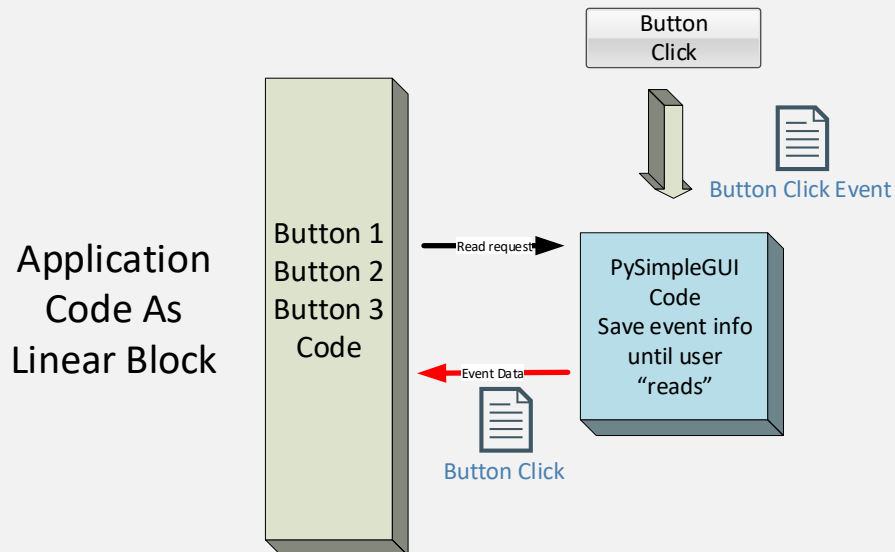 Button
Click
Button Click Event
Application
Code As
Linear Block
Button 1
Button 2
Button 3
Code
Read request
PySimpleGUI
Code
Save event info
until user
“reads”
Event Data
Button Click